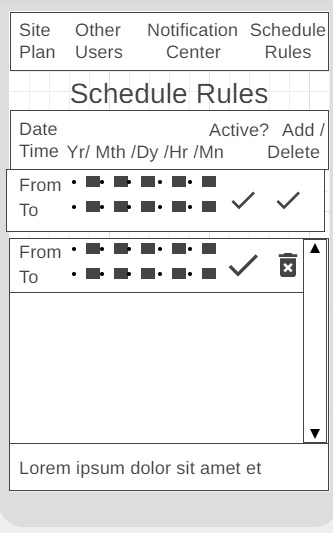 Site Plan Other Users Notification Center Schedule Rules
Schedule Rules
Date Time Yr/ Mth /Dy /Hr /Mn Active? Add / Delete
From
To
From
To
Lorem ipsum dolor sit amet et